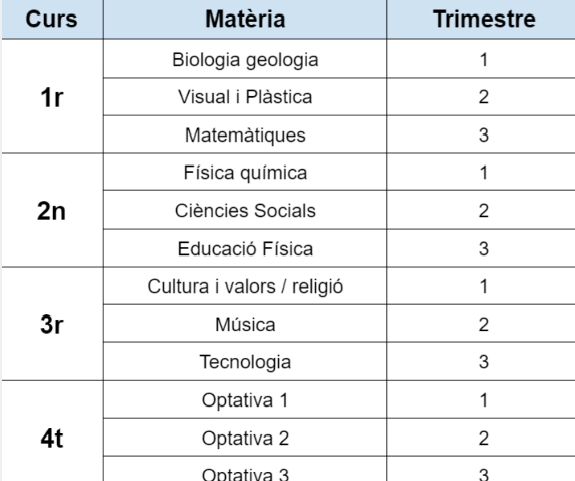 Curs Matèria Trimestre
1r
Biologia geologia 1
Visual i Plàstica 2
Matemàtiques 3
2n
Física química 1
Ciències Socials 2
Educació Física 3
3r
Cultura i valors / religió 1
Música 2
Tecnologia 3
4t
Optativa 1 1
Optativa 2 2
Optativa 3 3